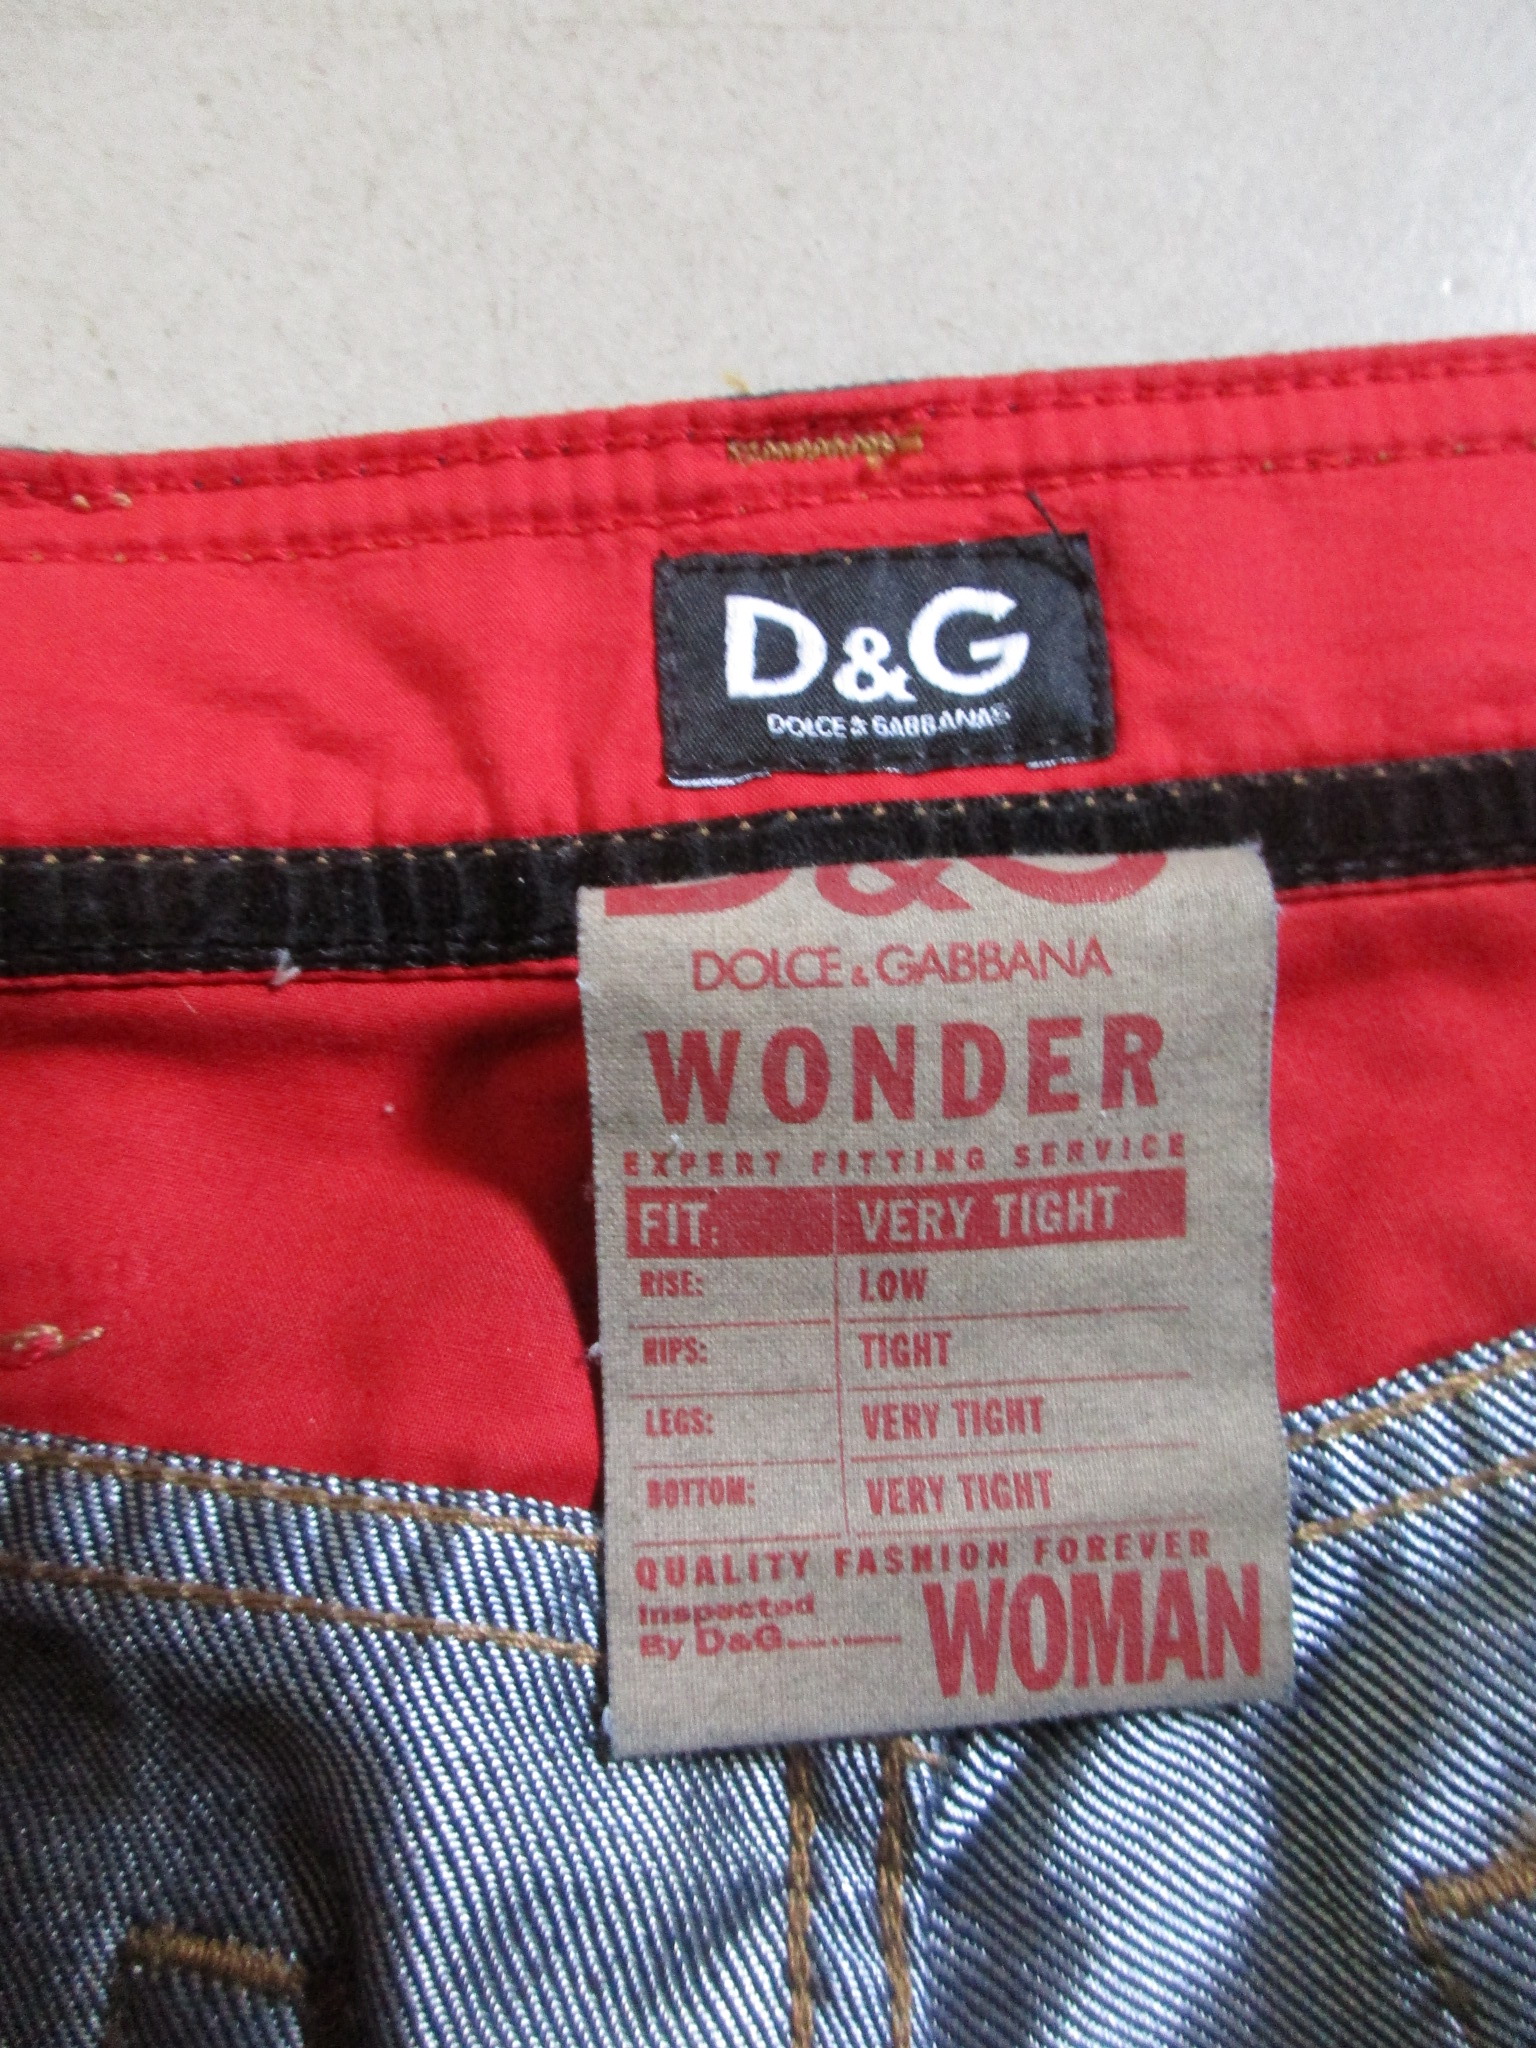 D&G
DOLCE & GABBANAS
D&G
DOLCE & GABBANA
WONDER
EXPERT FITTING SERVICE
FIT: VERY TIGHT
RISE: LOW
HIPS: TIGHT
LEGS: VERY TIGHT
BOTTOM: VERY TIGHT
QUALITY FASHION FOREVER
Inspected
By D&G
WOMAN